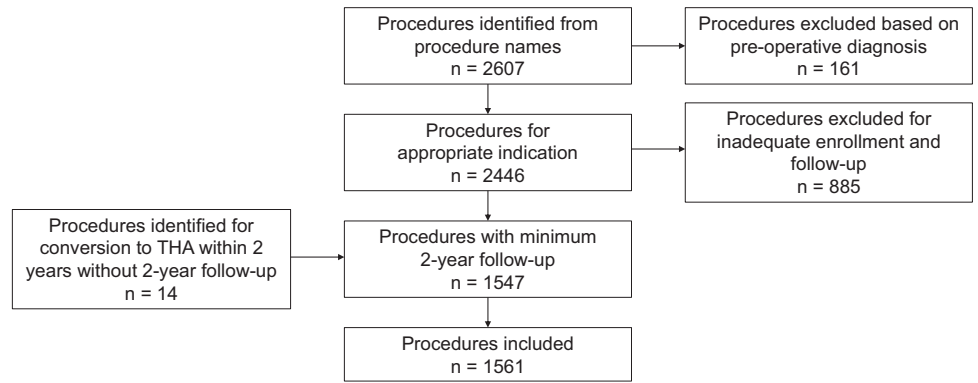 Procedures identified from
procedure names
n = 2607
Procedures excluded based on
pre-operative diagnosis
n = 161
Procedures for
appropriate indication
n = 2446
Procedures excluded for
inadequate enrollment and
follow-up
n = 885
Procedures identified for
conversion to THA within 2
years without 2-year follow-up
n = 14
Procedures with minimum
2-year follow-up
n = 1547
Procedures included
n = 1561